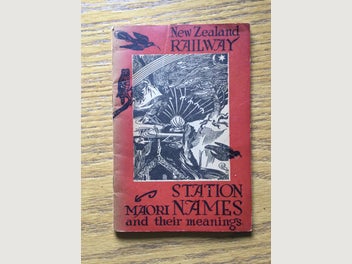 New Zealand
RAILWAY
STATION
MAORI NAMES
and their meanings